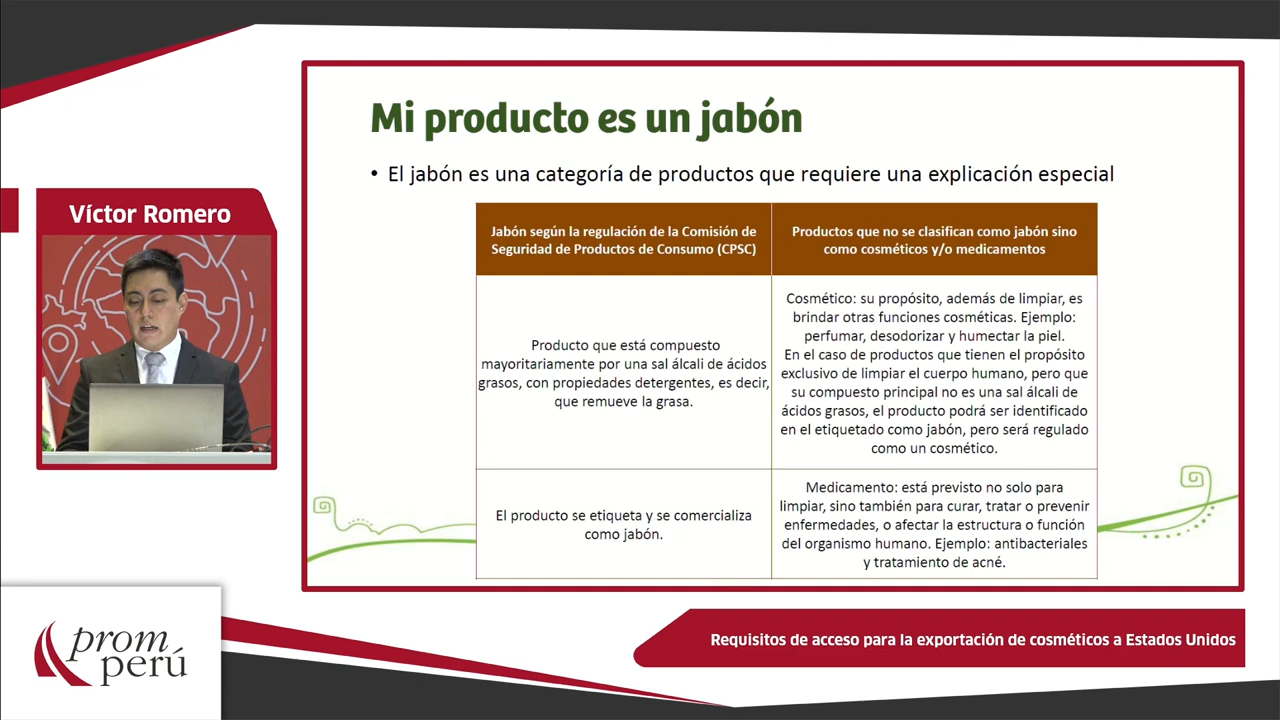 Mi producto es un jabón
• El jabón es una categoría de productos que requiere una explicación especial
Víctor Romero
Jabón según la regulación de la Comisión de
Seguridad de Productos de Consumo (CPSC)
Productos que no se clasifican como jabón sino
como cosméticos y/o medicamentos
Producto que está compuesto
mayoritariamente por una sal álcali de ácidos
grasos, con propiedades detergentes, es decir,
que remueve la grasa.
Cosmético: su propósito, además de limpiar, es
brindar otras funciones cosméticas. Ejemplo:
perfumar, desodorizar y humectar la piel.
En el caso de productos que tienen el propósito
exclusivo de limpiar el cuerpo humano, pero que
su compuesto principal no es una sal álcali de
ácidos grasos, el producto podrá ser identificado
en el etiquetado como jabón, pero será regulado
como un cosmético.
El producto se etiqueta y se comercializa
como jabón.
Medicamento: está previsto no solo para
limpiar, sino también para curar, tratar o prevenir
enfermedades, o afectar la estructura o función
del organismo humano. Ejemplo: antibacteriales
y tratamiento de acné.
prom
perú
Requisitos de acceso para la exportación de cosméticos a Estados Unidos